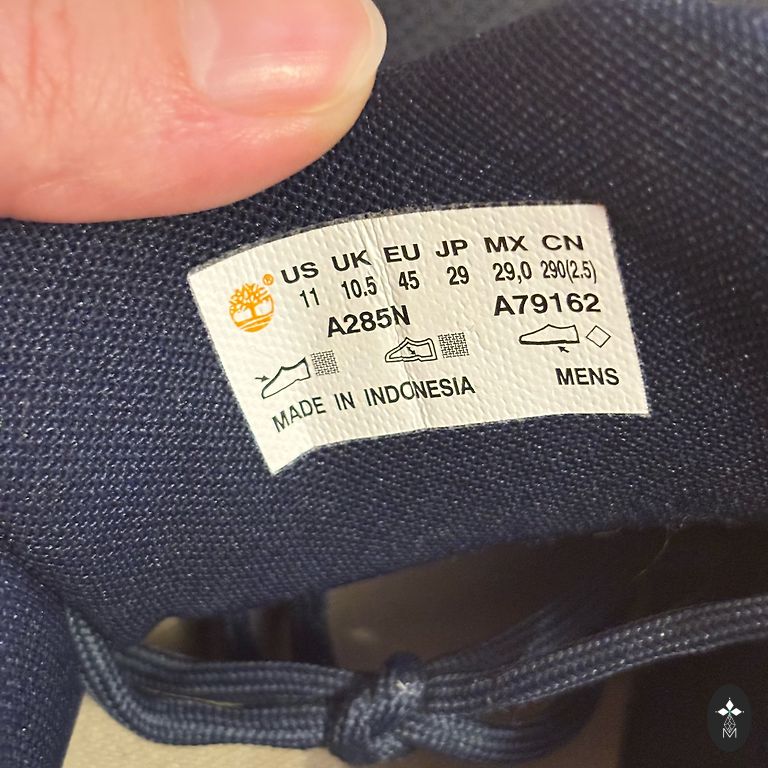 US UK EU JP MX CN
11 10.5 45 29 29,0 290(2.5)
A285N A79162
MADE IN INDONESIA MENS
M